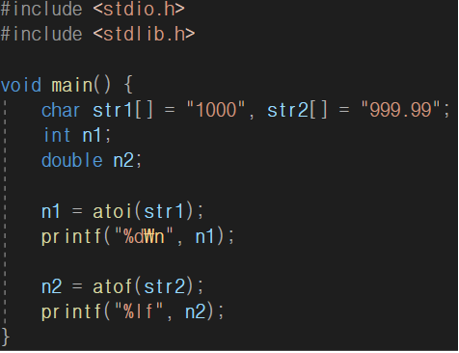 #include <stdio.h>
#include <stdlib.h>
void main() {
char str1[] = "1000", str2[] = "999.99";
int n1;
double n2;
n1 = atoi(str1);
printf("%d₩n", n1);
n2 = atof(str2);
printf("%lf", n2);
}